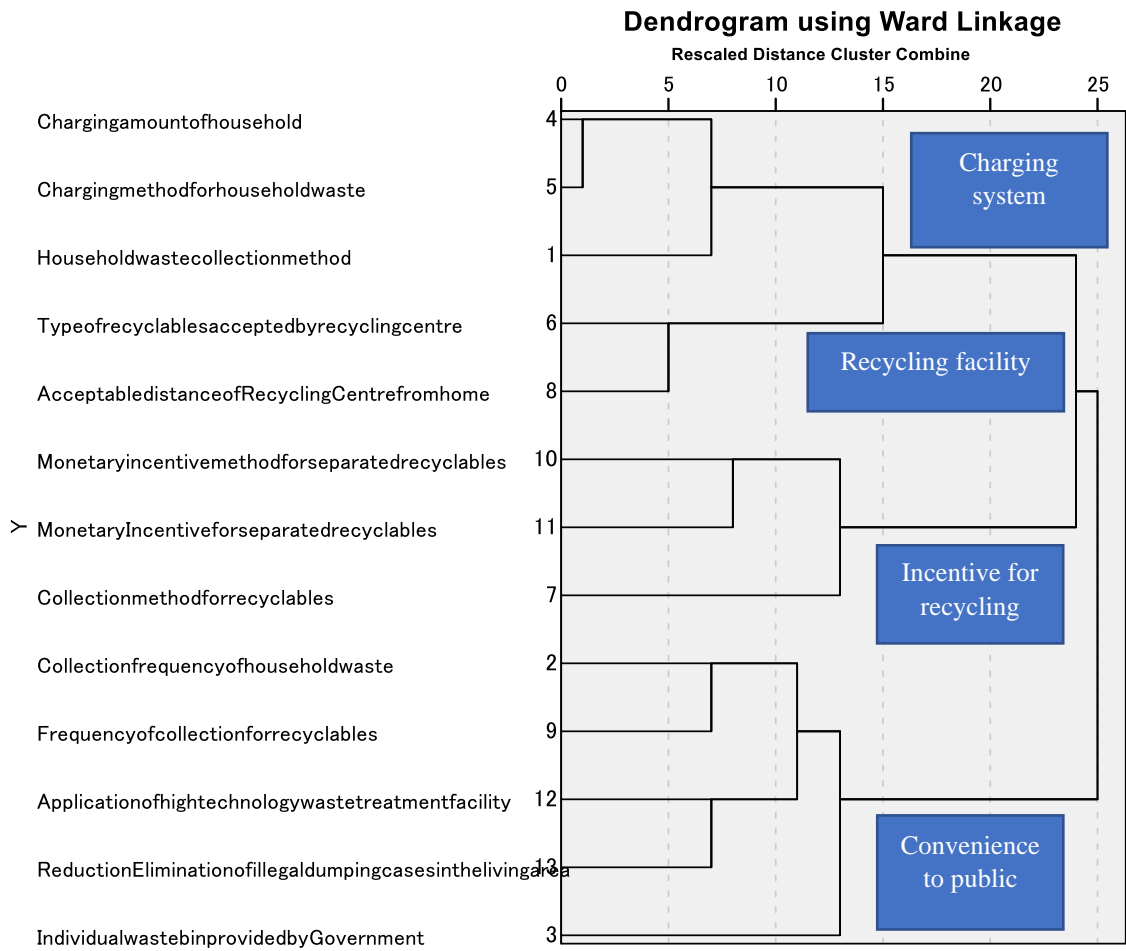 Dendrogram using Ward Linkage
Rescaled Distance Cluster Combine
0 5 10 15 20 25
Chargingamountofhousehold 4
Chargingmethodforhouseholdwaste 5
Householdwastecollectionmethod 1
Typeofrecyclablesacceptedbyrecyclingcentre 6
AcceptabledistanceofRecyclingCentrefromhome 8
Monetaryincentivemethodforseparatedrecyclables 10
Y
MonetaryIncentiveforseparatedrecyclables 11
Collectionmethodforrecyclables 7
Collectionfrequencyofhouseholdwaste 2
Frequencyofcollectionforrecyclables 9
Applicationofhightechnologywastetreatmentfacility 12
ReductionEliminationofillegaldumpingcasesinthelivingarea 13
IndividualwastebinprovidedbyGovernment 3
Charging
system
Recycling facility
Incentive for
recycling
Convenience
to public